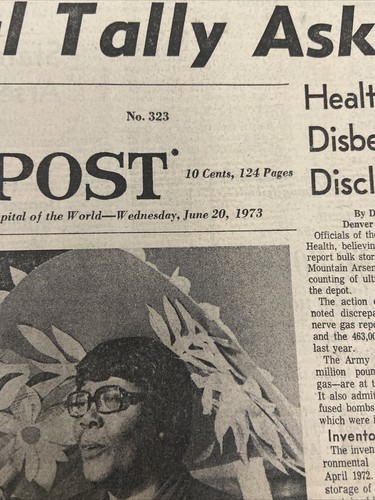 l Tally Ask
No. 323
POST
10 Cents, 124 Pages
pital of the World—Wednesday, June 20, 1973
Healt
Disbe
Discl
By D
Denver
Officials of the
Health, believin
report bulk stor
Mountain Arsen
counting of ult
the depot.
The action
noted discrepa
nerve gas repo
and the 463,00
last year.
The Army
million poun
gas—are at t
It also admit
fused bombs
which were i
Invento
The inven
ronmental
April 1972.
storage of